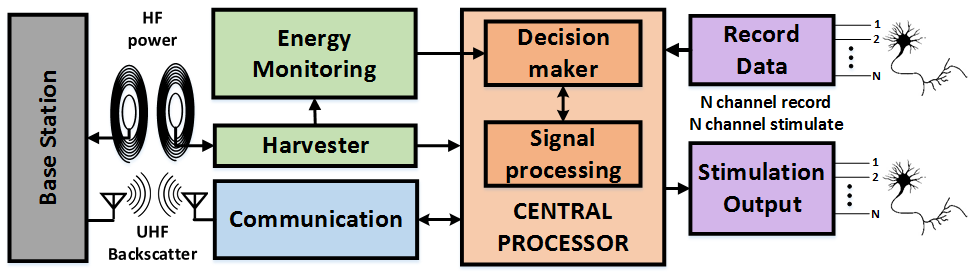 Base Station
HF
power
UHF
Backscatter
Energy
Monitoring
Harvester
Communication
Decision
maker
Signal
processing
CENTRAL
PROCESSOR
Record
Data
1
2
N
N channel record
N channel stimulate
Stimulation
Output
1
2
N